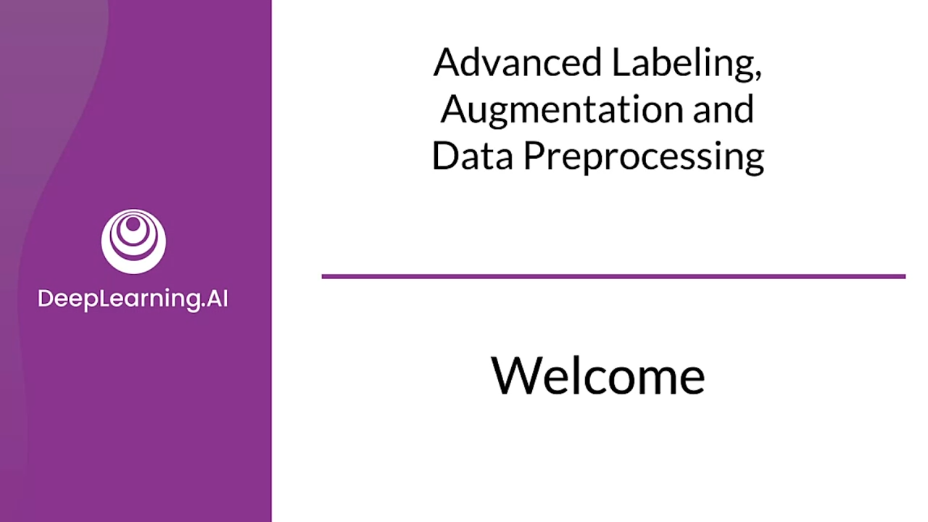 Advanced Labeling,
Augmentation and
Data Preprocessing
DeepLearning.AI
Welcome